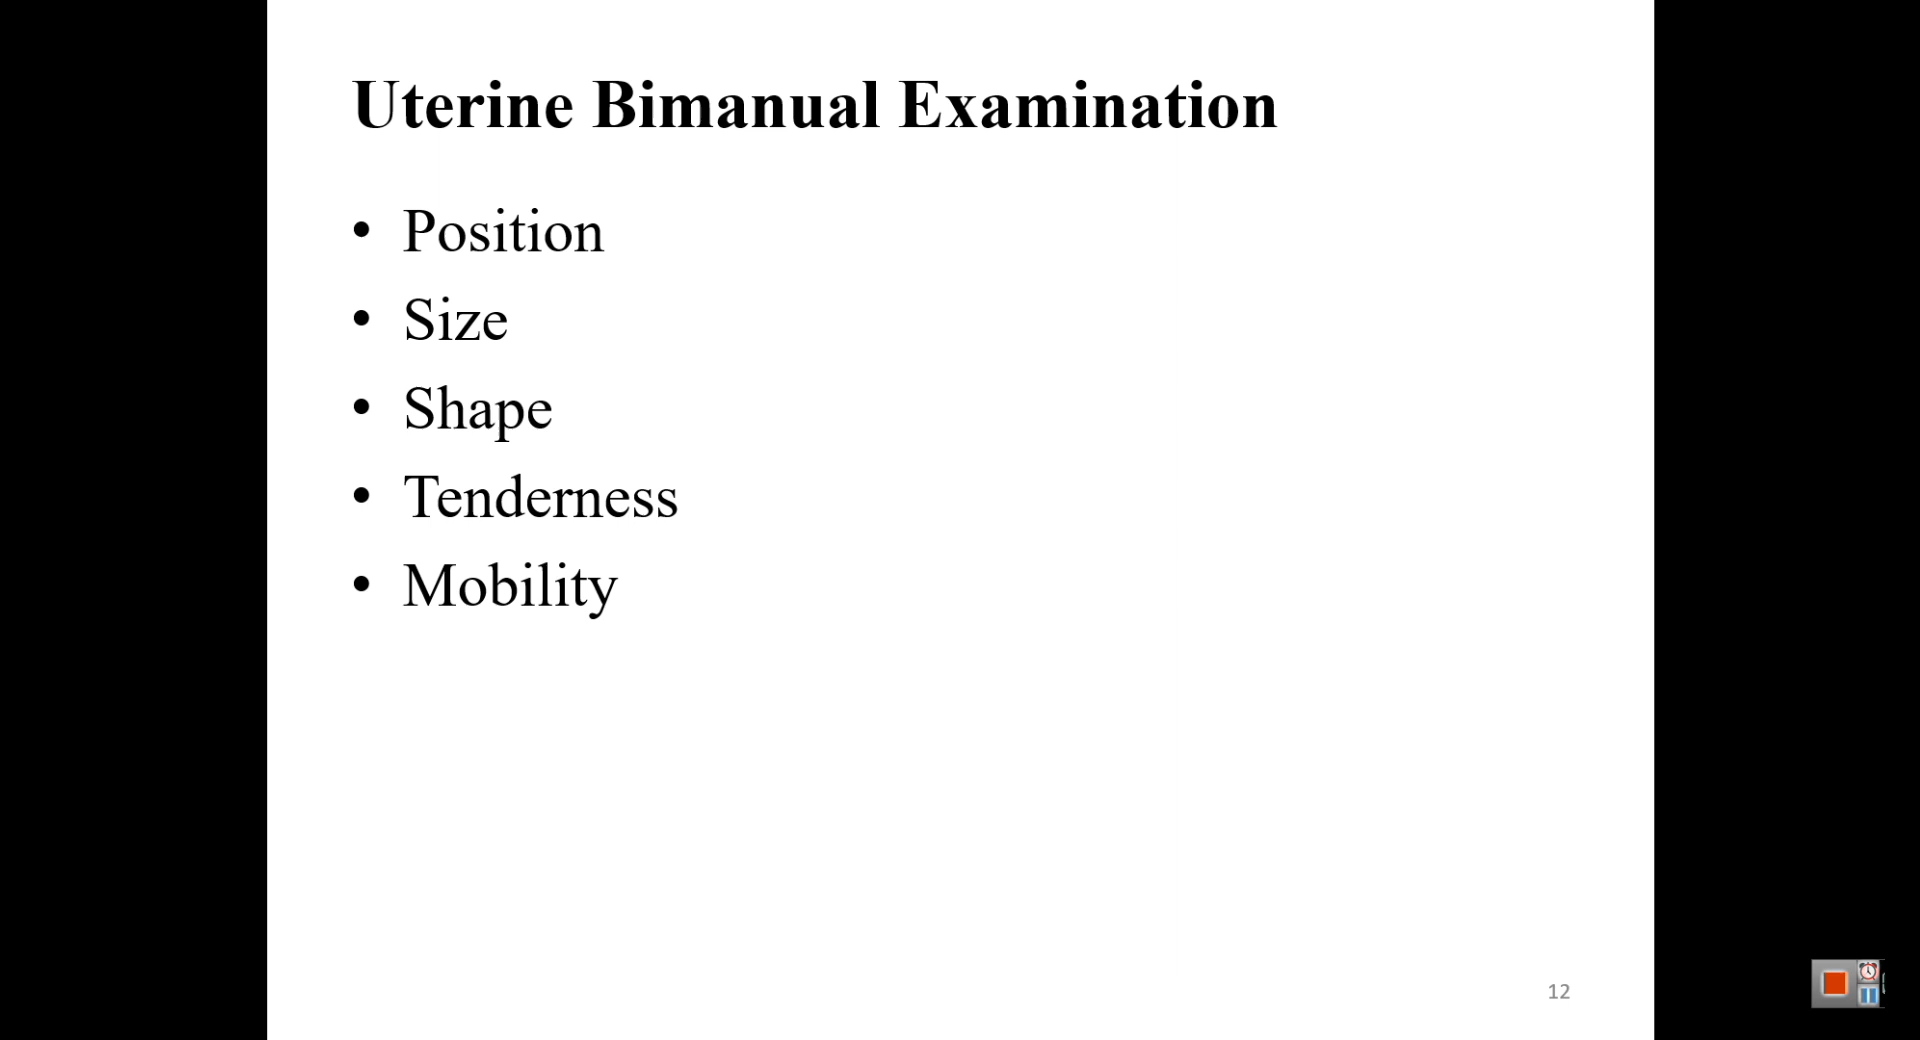 Uterine Bimanual Examination
• Position
• Size
• Shape
• Tenderness
• Mobility
12